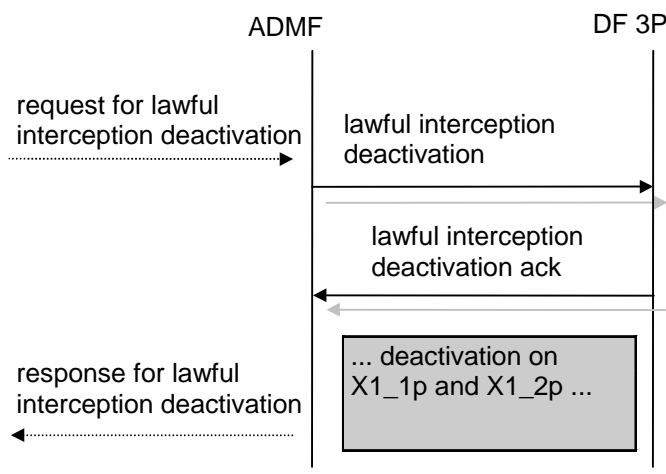 ADMF
DF 3P
request for lawful
interception deactivation
lawful interception
deactivation
lawful interception
deactivation ack
... deactivation on
X1_1p and X1_2p ...
response for lawful
interception deactivation